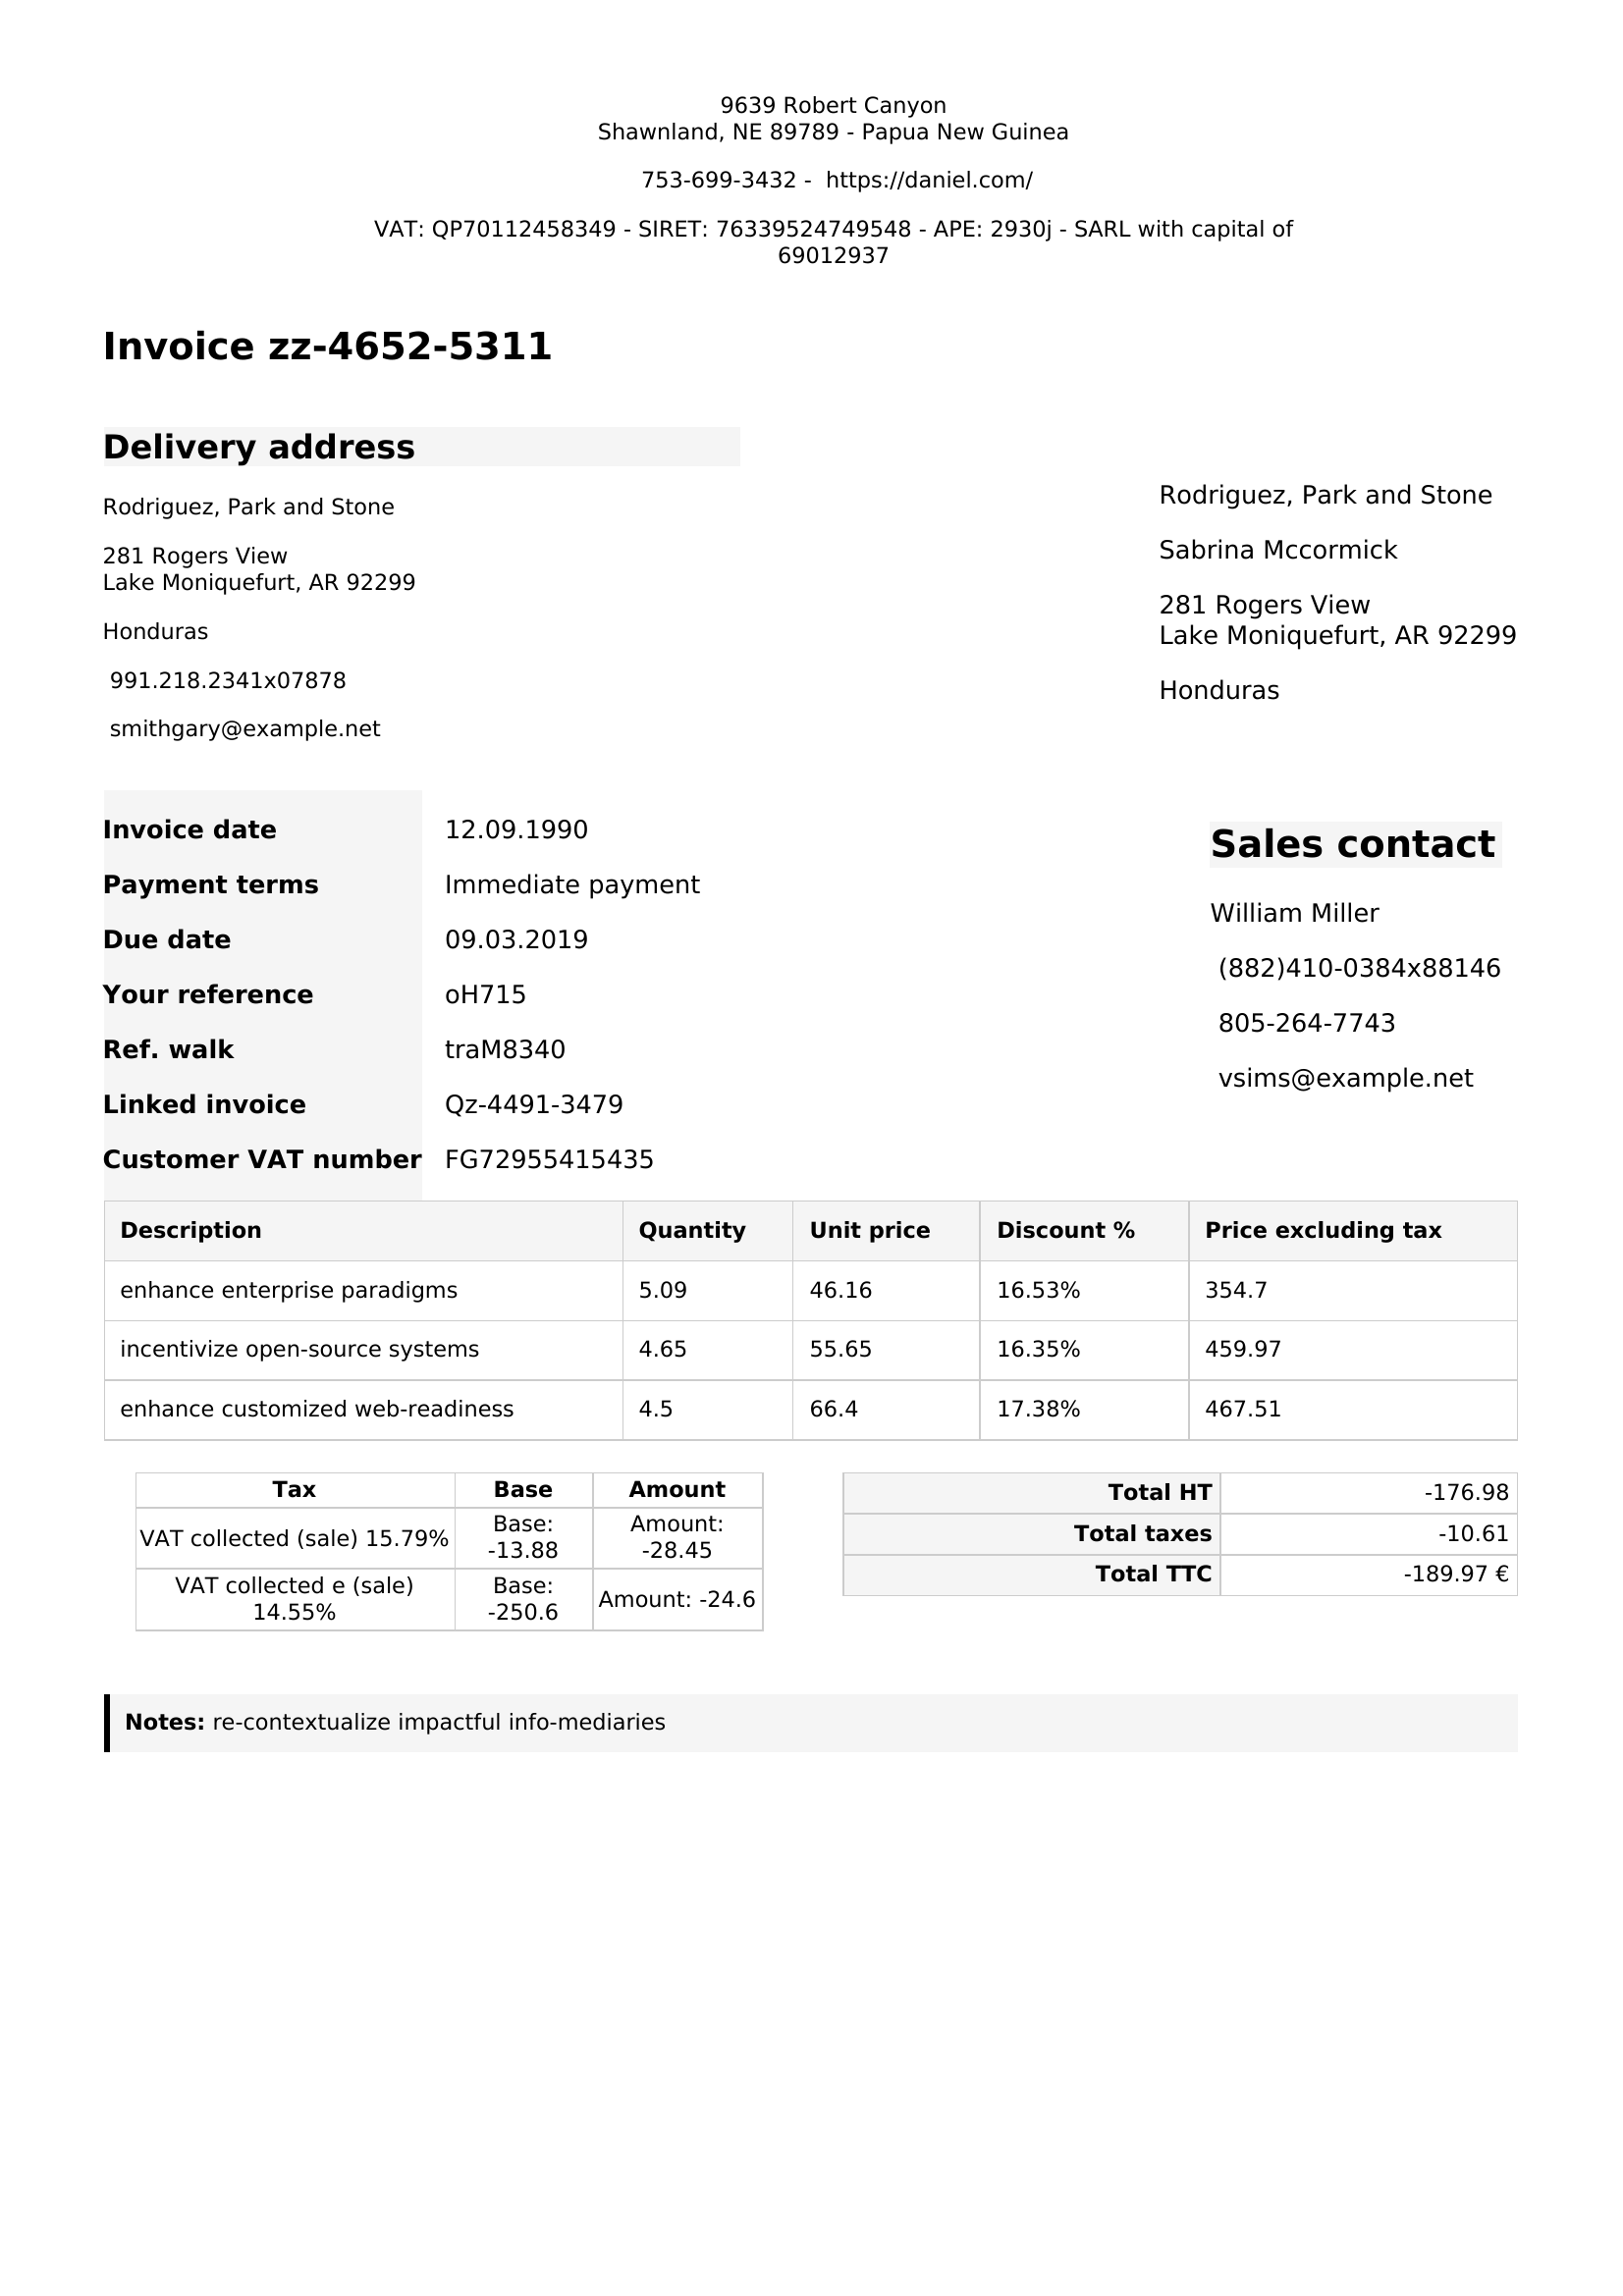 9639 Robert Canyon
Shawnland, NE 89789 - Papua New Guinea
753-699-3432 - https://daniel.com/
VAT: QP70112458349 - SIRET: 76339524749548 - APE: 2930j - SARL with capital of
69012937
Invoice zz-4652-5311
Delivery address
Rodriguez, Park and Stone
281 Rogers View
Lake Moniquefurt, AR 92299
Honduras
991.218.2341x07878
smithgary@example.net
Rodriguez, Park and Stone
Sabrina Mccormick
281 Rogers View
Lake Moniquefurt, AR 92299
Honduras
Invoice date 12.09.1990
Payment terms Immediate payment
Due date 09.03.2019
Your reference oH715
Ref. walk traM8340
Linked invoice Qz-4491-3479
Customer VAT number FG72955415435
Sales contact
William Miller
(882)410-0384x88146
805-264-7743
vsims@example.net
Description Quantity Unit price Discount % Price excluding tax
enhance enterprise paradigms 5.09 46.16 16.53% 354.7
incentivize open-source systems 4.65 55.65 16.35% 459.97
enhance customized web-readiness 4.5 66.4 17.38% 467.51
Tax Base Amount
VAT collected (sale) 15.79% Base: -13.88 Amount: -28.45
VAT collected e (sale) 14.55% Base: -250.6 Amount: -24.6
Total HT -176.98
Total taxes -10.61
Total TTC -189.97 €
Notes: re-contextualize impactful info-mediaries